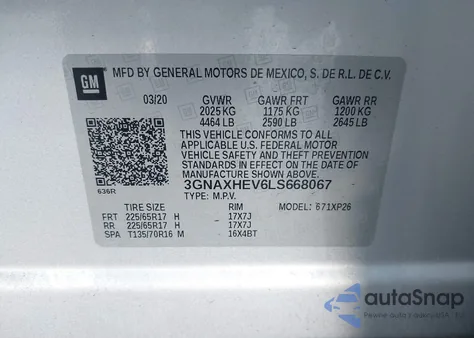 GM
MFD BY GENERAL MOTORS DE MEXICO, S. DE R.L. DE C.V.
03/20 GVWR GAWR FRT GAWR RR
2025 KG 1175 KG 1200 KG
4464 LB 2590 LB 2645 LB
THIS VEHICLE CONFORMS TO ALL
APPLICABLE U.S. FEDERAL MOTOR
VEHICLE SAFETY AND THEFT PREVENTION
STANDARDS IN EFFECT ON THE DATE
OF MANUFACTURE SHOWN ABOVE.
3GNAXHEV6LS668067
636R TYPE: M.P.V.
TIRE SIZE RIM MODEL: 671XP26
FRT 225/65R17 H 17X7J
RR 225/65R17 H 17X7J
SPA T135/70R16 M 16X4BT
autoSnap